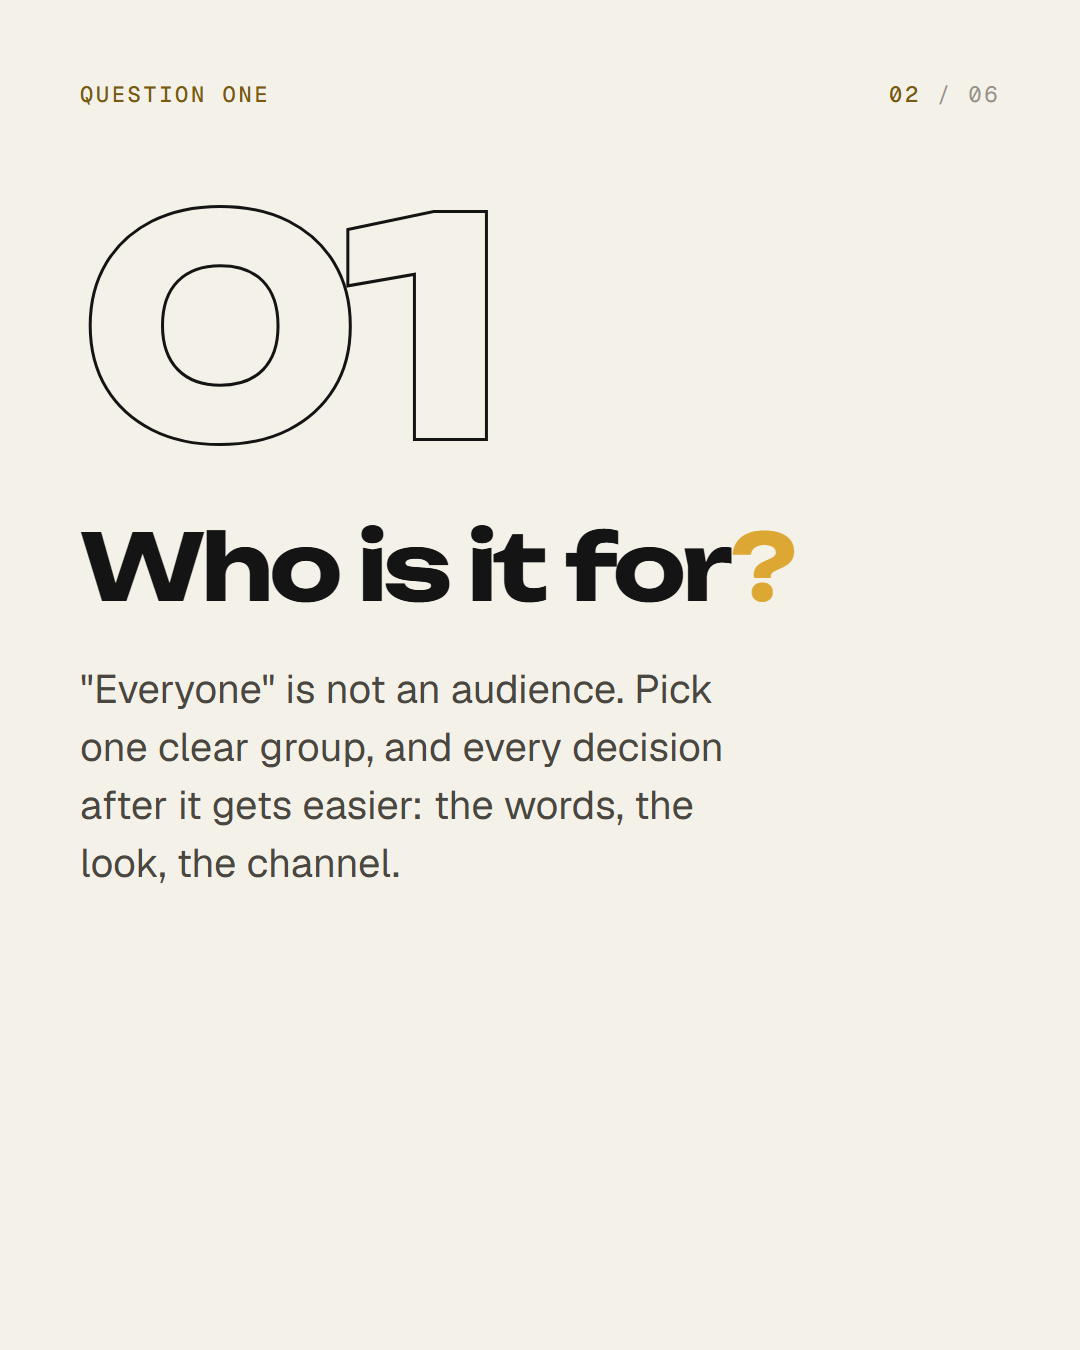 QUESTION ONE
02 / 06
01
Who is it for?
"Everyone" is not an audience. Pick
one clear group, and every decision
after it gets easier: the words, the
look, the channel.